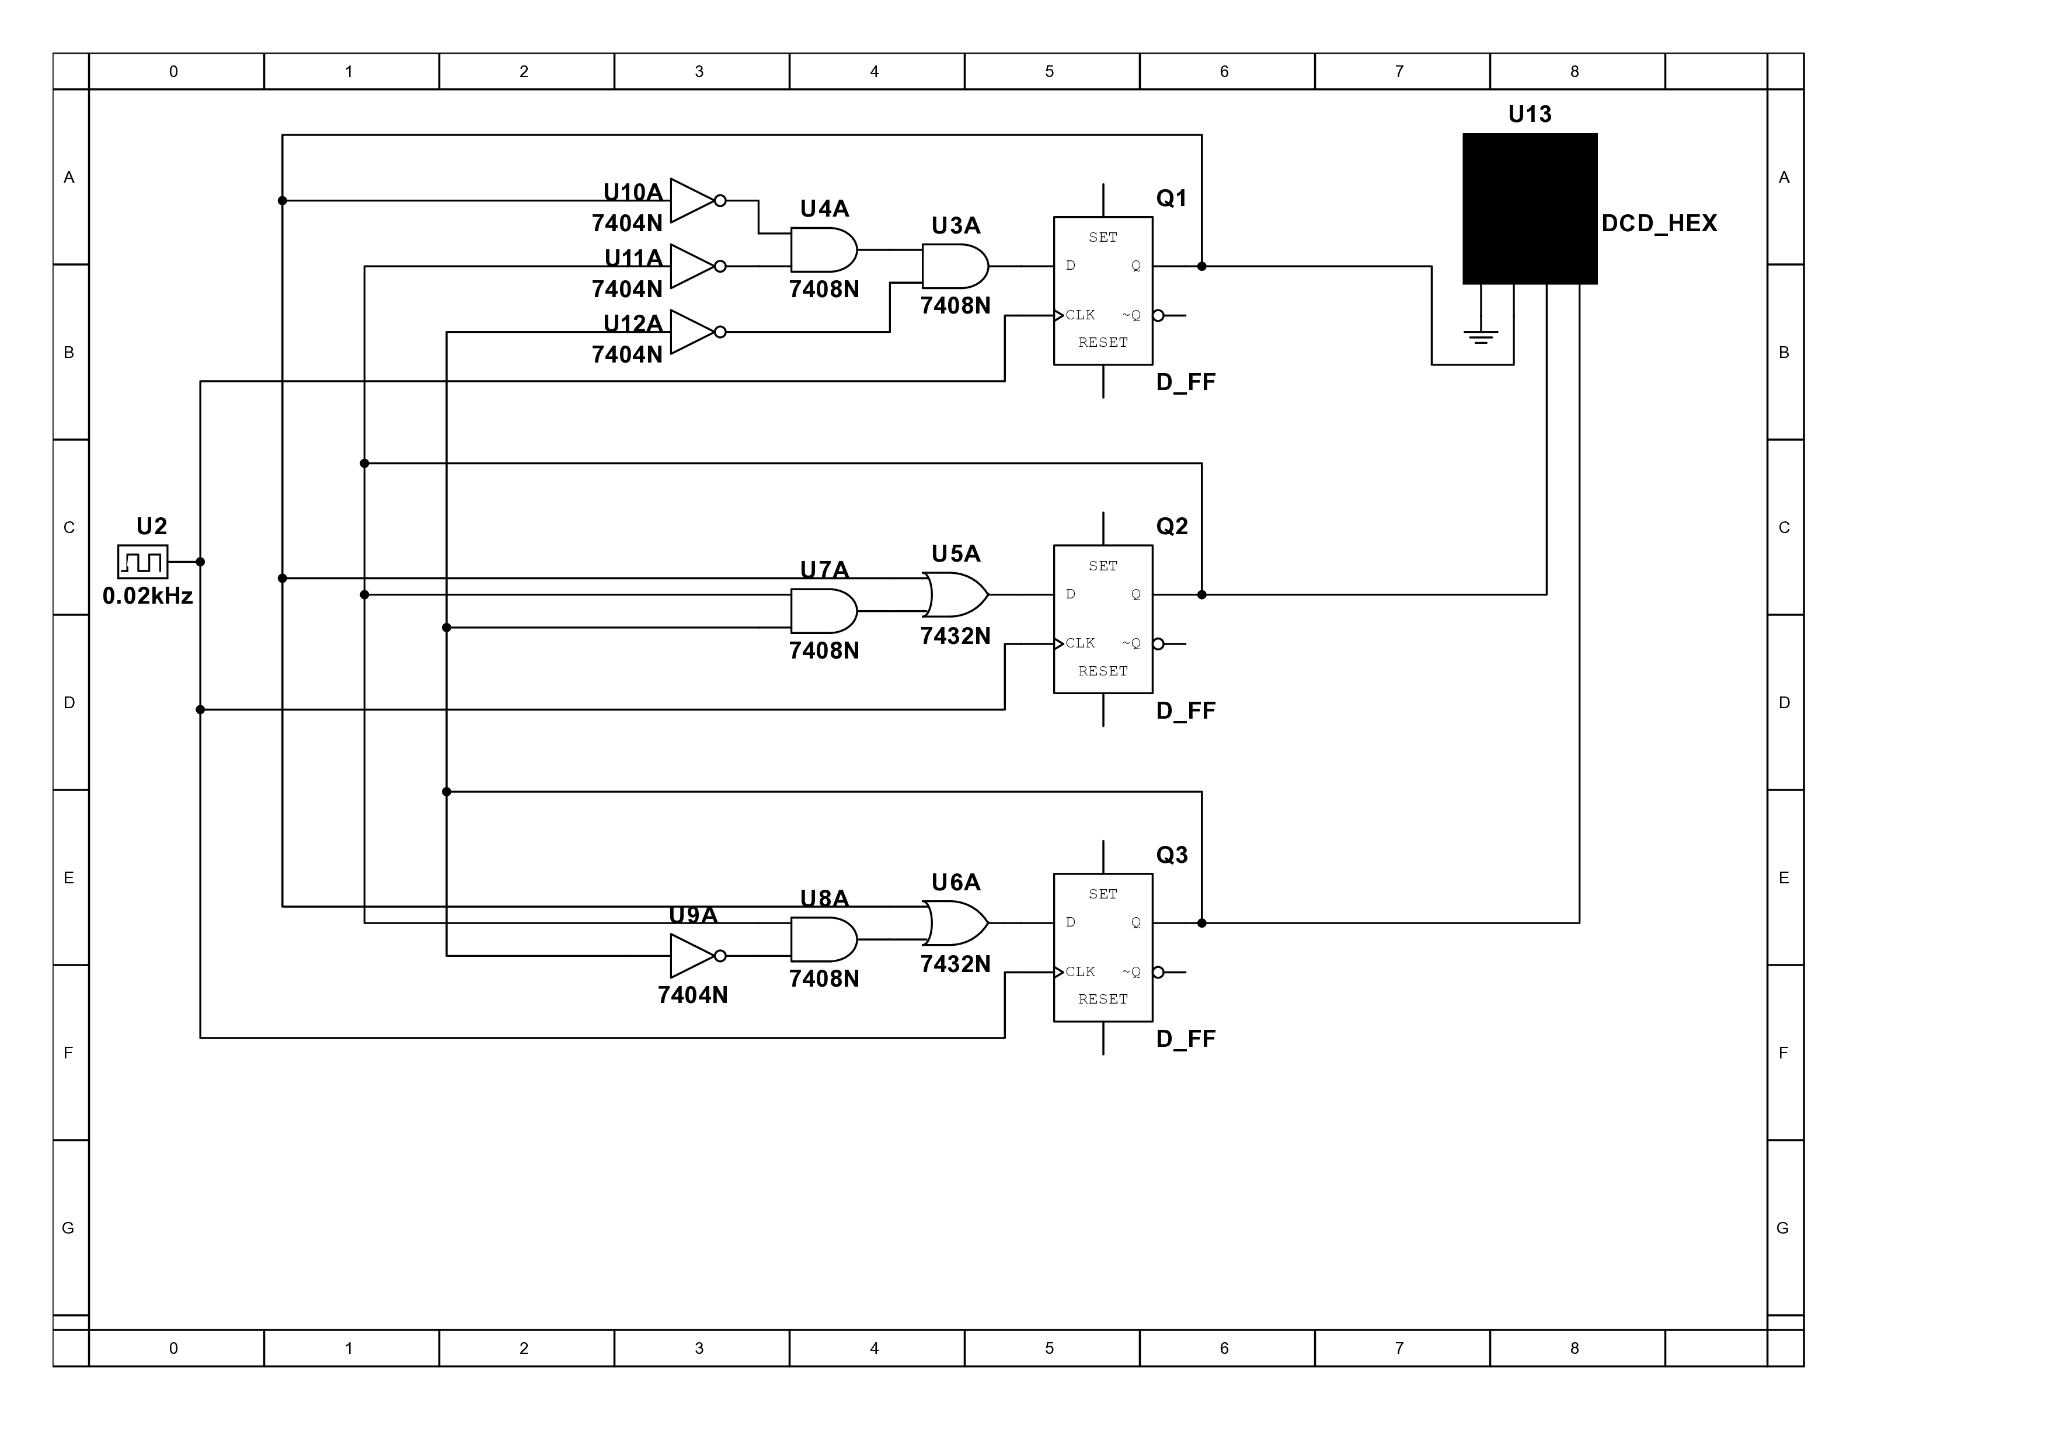 0 1 2 3 4 5 6 7 8
U13
A A
U10A
7404N
U4A
U3A
Q1
SET
DCD_HEX
U11A
7404N
7408N
7408N
D Q
U12A
7404N
CLK ~Q
RESET
B B
D_FF
C C
U2
0.02kHz
U7A
U5A
Q2
SET
D Q
7408N
7432N
CLK ~Q
RESET
D D
D_FF
E E
U9A
U8A
U6A
Q3
SET
D Q
7404N
7408N
7432N
CLK ~Q
RESET
D_FF
F F
G G
0 1 2 3 4 5 6 7 8